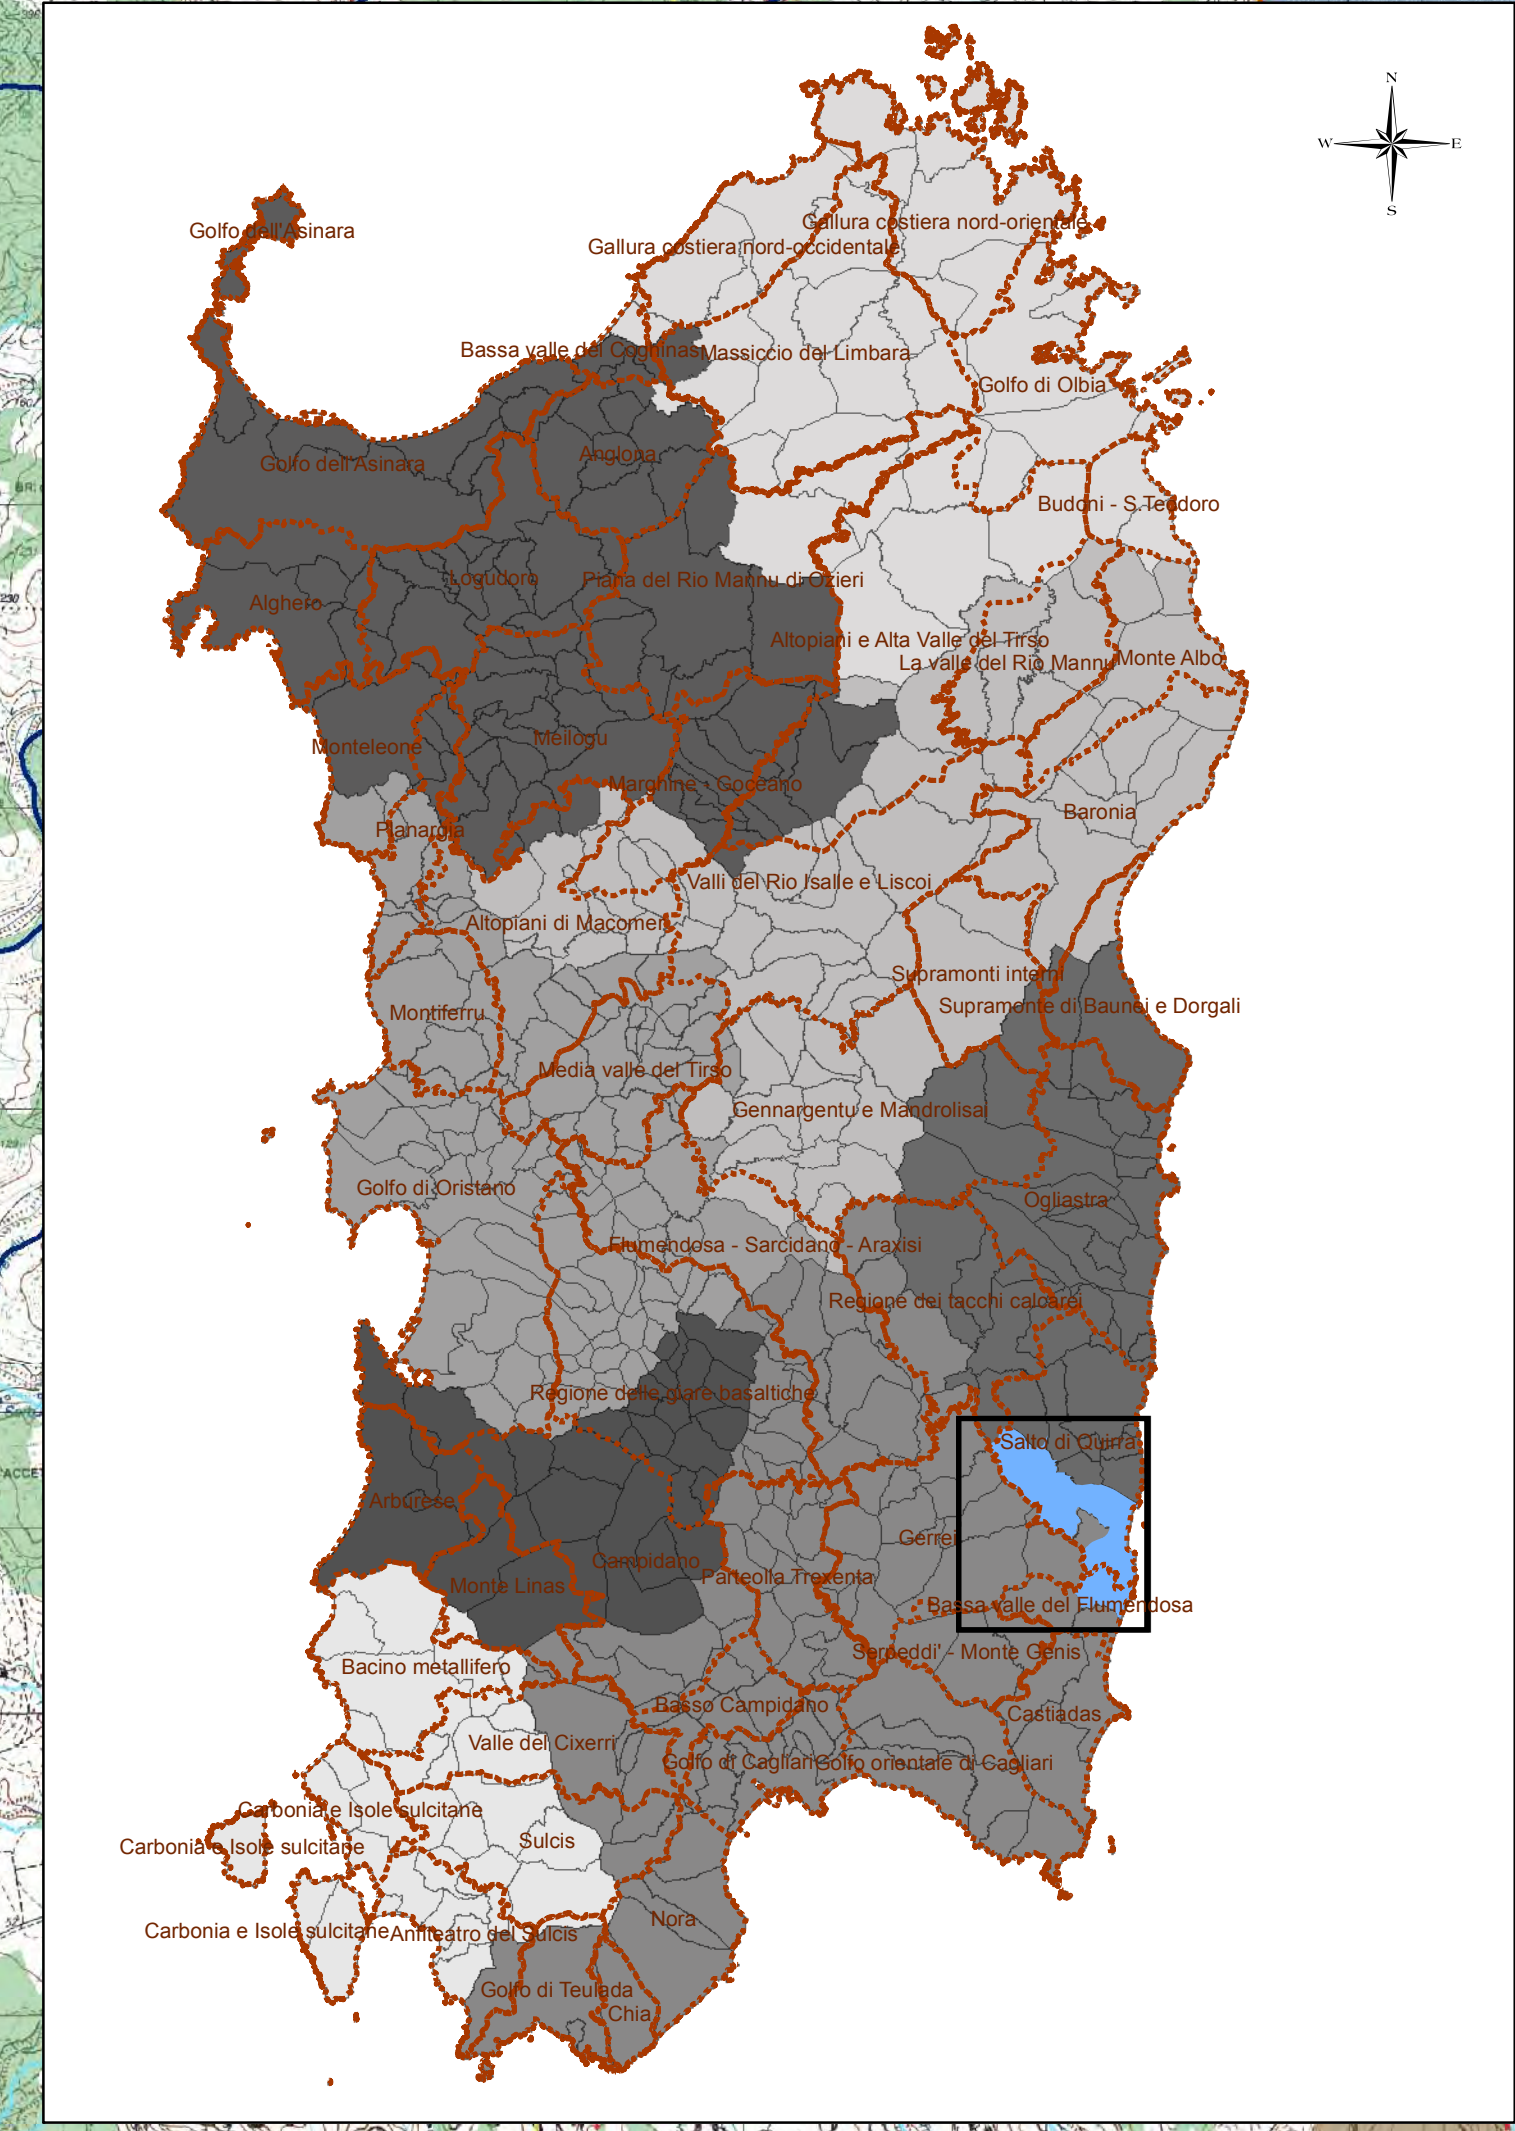 N
W
E
S
Golfo dell'Asinara
Gallura costiera nord-orientale
Gallura costiera nord-occidentale
Bassa valle del Coghinas
Massiccio del Limbara
Golfo di Olbia
Anglona
Golfo dell'Asinara
Budoni - S.Teodoro
Logudoro
Piana del Rio Mannu di Ozieri
Alghero
Altopiani e Alta Valle del Tirso
La valle del Rio Mannu
Monte Albo
Monteleone
Meilogu
Marghine - Goceano
Baronia
Planargia
Valli del Rio Isalle e Liscoi
Altopiani di Macomer
Supramonti interni
Supramonte di Baunei e Dorgali
Montiferru
Media valle del Tirso
Gennargentu e Mandrolisai
Golfo di Oristano
Ogliastra
Flumendosa - Sarcidano - Araxisi
Regione dei tacchi calcarei
Regione delle giare basaltiche
Salto di Quirra
Arburese
Gerrei
Campidano
Parteolla Trexenta
Monte Linas
Bassa valle del Flumendosa
Serpeddi' - Monte Genis
Bacino metallifero
Basso Campidano
Castiadas
Valle del Cixerri
Golfo di Cagliari
Golfo orientale di Cagliari
Carbonia e Isole sulcitane
Sulcis
Carbonia e Isole sulcitane
Nora
Carbonia e Isole sulcitane
Anfiteatro del Sulcis
Golfo di Teulada
Chia